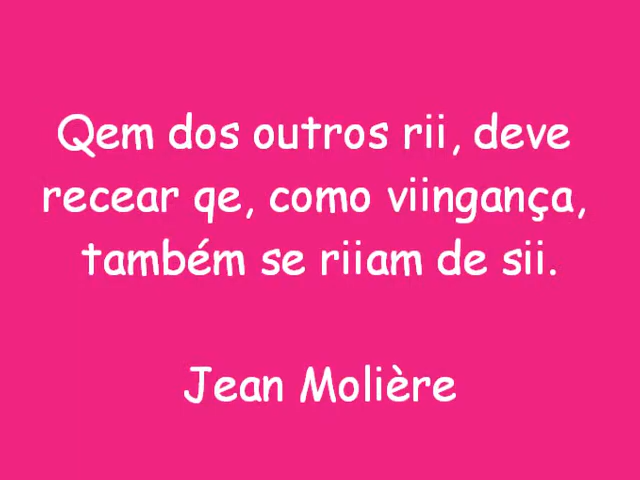 Qem dos outros rii, deve
recear qe, como viingança,
também se riiam de sii.
Jean Molière